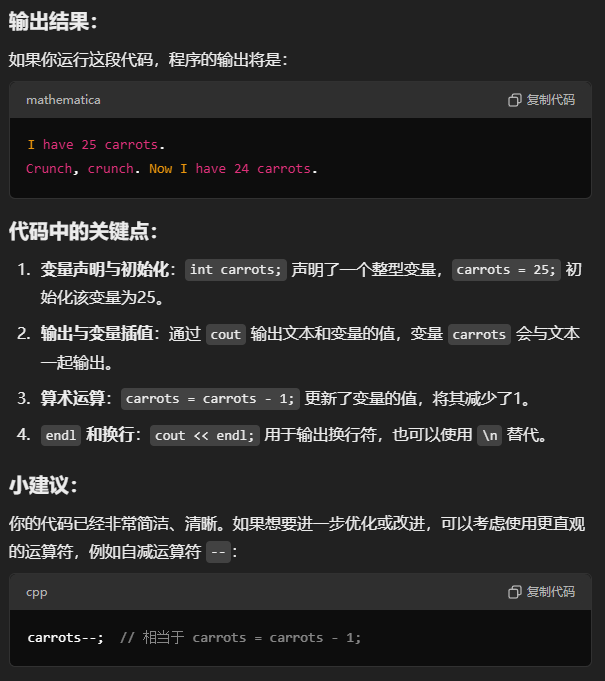 输出结果：
如果你运行这段代码，程序的输出将是：
mathematica
复制代码
I have 25 carrots.
Crunch, crunch. Now I have 24 carrots.
代码中的关键点：
1. 变量声明与初始化：int carrots; 声明了一个整型变量，carrots = 25; 初
始化该变量为25。
2. 输出与变量插值：通过 cout 输出文本和变量的值，变量 carrots 会与文本
一起输出。
3. 算术运算：carrots = carrots - 1; 更新了变量的值，将其减少了1。
4. endl 和换行：cout << endl; 用于输出换行符，也可以使用 \n 替代。
小建议：
你的代码已经非常简洁、清晰。如果想要进一步优化或改进，可以考虑使用更直观
的运算符，例如自减运算符 --：
cpp
复制代码
carrots--;  // 相当于 carrots = carrots - 1;